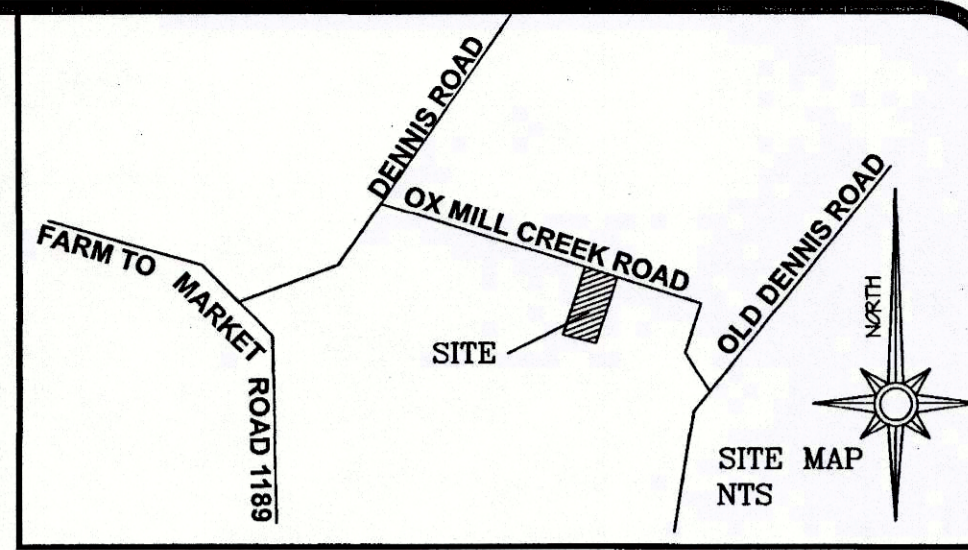 DENNIS ROAD
OX MILL CREEK ROAD
OLD DENNIS ROAD
FARM TO MARKET ROAD 1189
SITE
NORTH
SITE MAP
NTS